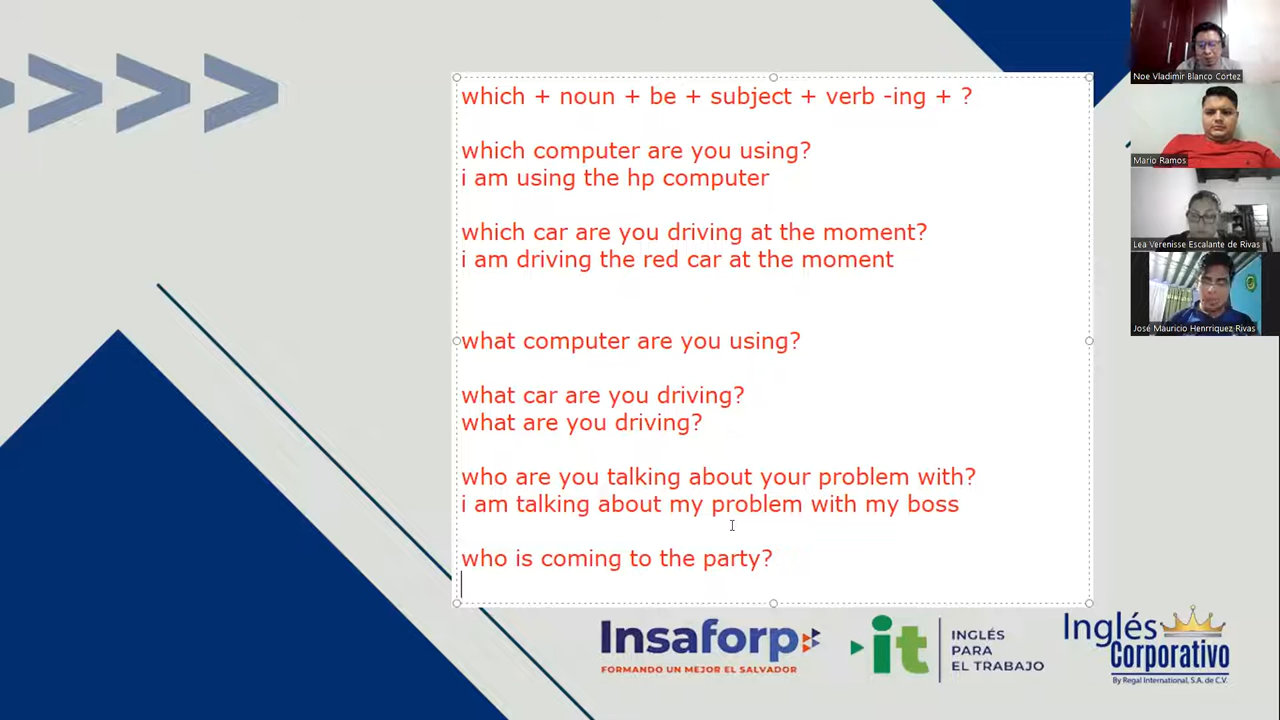 which + noun + be + subject + verb -ing + ?
which computer are you using?
i am using the hp computer
which car are you driving at the moment?
i am driving the red car at the moment
what computer are you using?
what car are you driving?
what are you driving?
who are you talking about your problem with?
i am talking about my problem with my boss
who is coming to the party?
Noe Vladimir Blanco Cortez
Mario Ramos
Lea Verenisse Escalante de Rivas
José Mauricio Henrriquez Rivas
Insaforp
FORMANDO UN MEJOR EL SALVADOR
it
INGLÉS
PARA
EL TRABAJO
Inglés
Corporativo
By Regal International, S.A. de C.V.